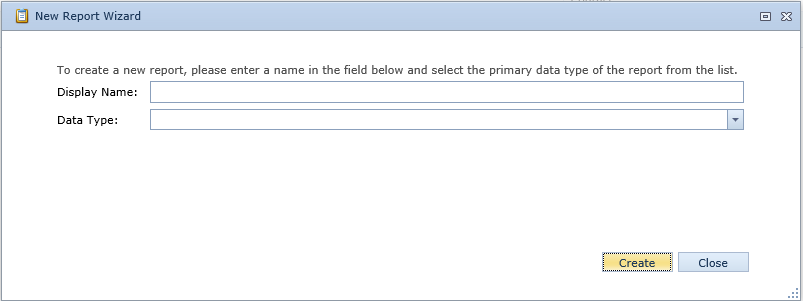 New Report Wizard
To create a new report, please enter a name in the field below and select the primary data type of the report from the list.
Display Name:
Data Type:
Create Close